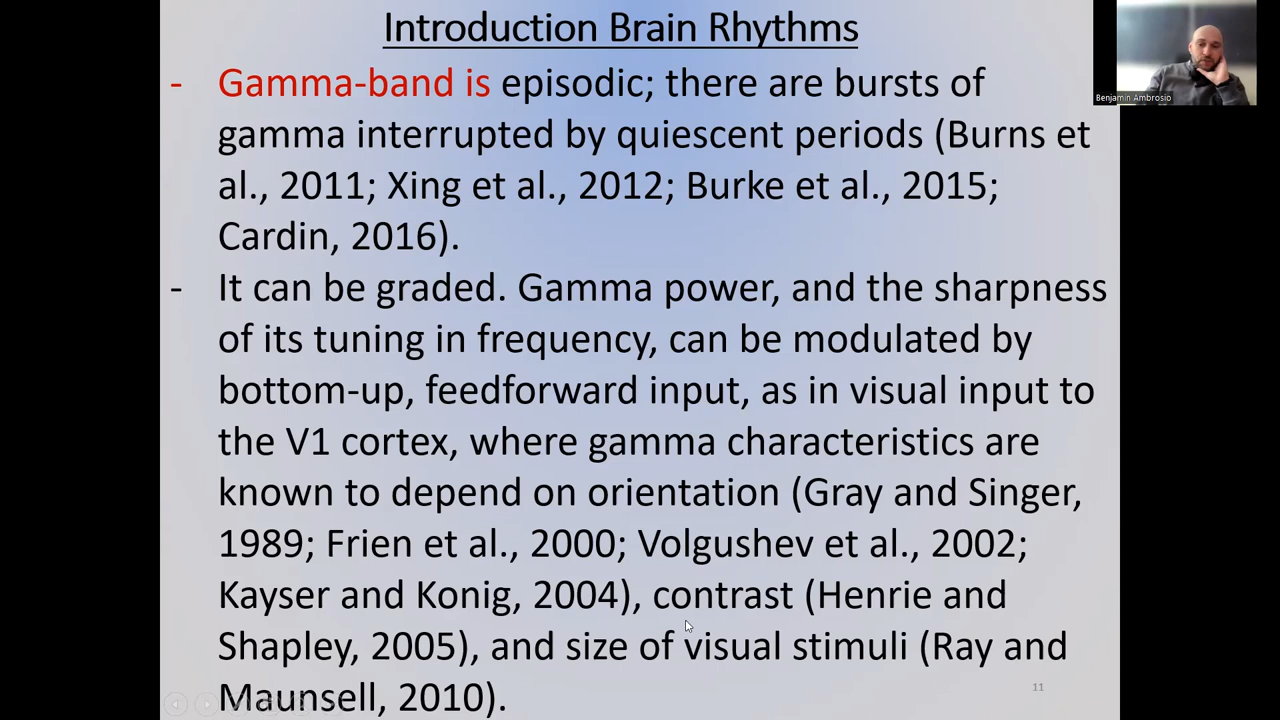 Introduction Brain Rhythms
- Gamma-band is episodic; there are bursts of
gamma interrupted by quiescent periods (Burns et
al., 2011; Xing et al., 2012; Burke et al., 2015;
Cardin, 2016).
- It can be graded. Gamma power, and the sharpness
of its tuning in frequency, can be modulated by
bottom-up, feedforward input, as in visual input to
the V1 cortex, where gamma characteristics are
known to depend on orientation (Gray and Singer,
1989; Frien et al., 2000; Volgushev et al., 2002;
Kayser and Konig, 2004), contrast (Henrie and
Shapley, 2005), and size of visual stimuli (Ray and
Maunsell, 2010).
11
Benjamin Ambrosio